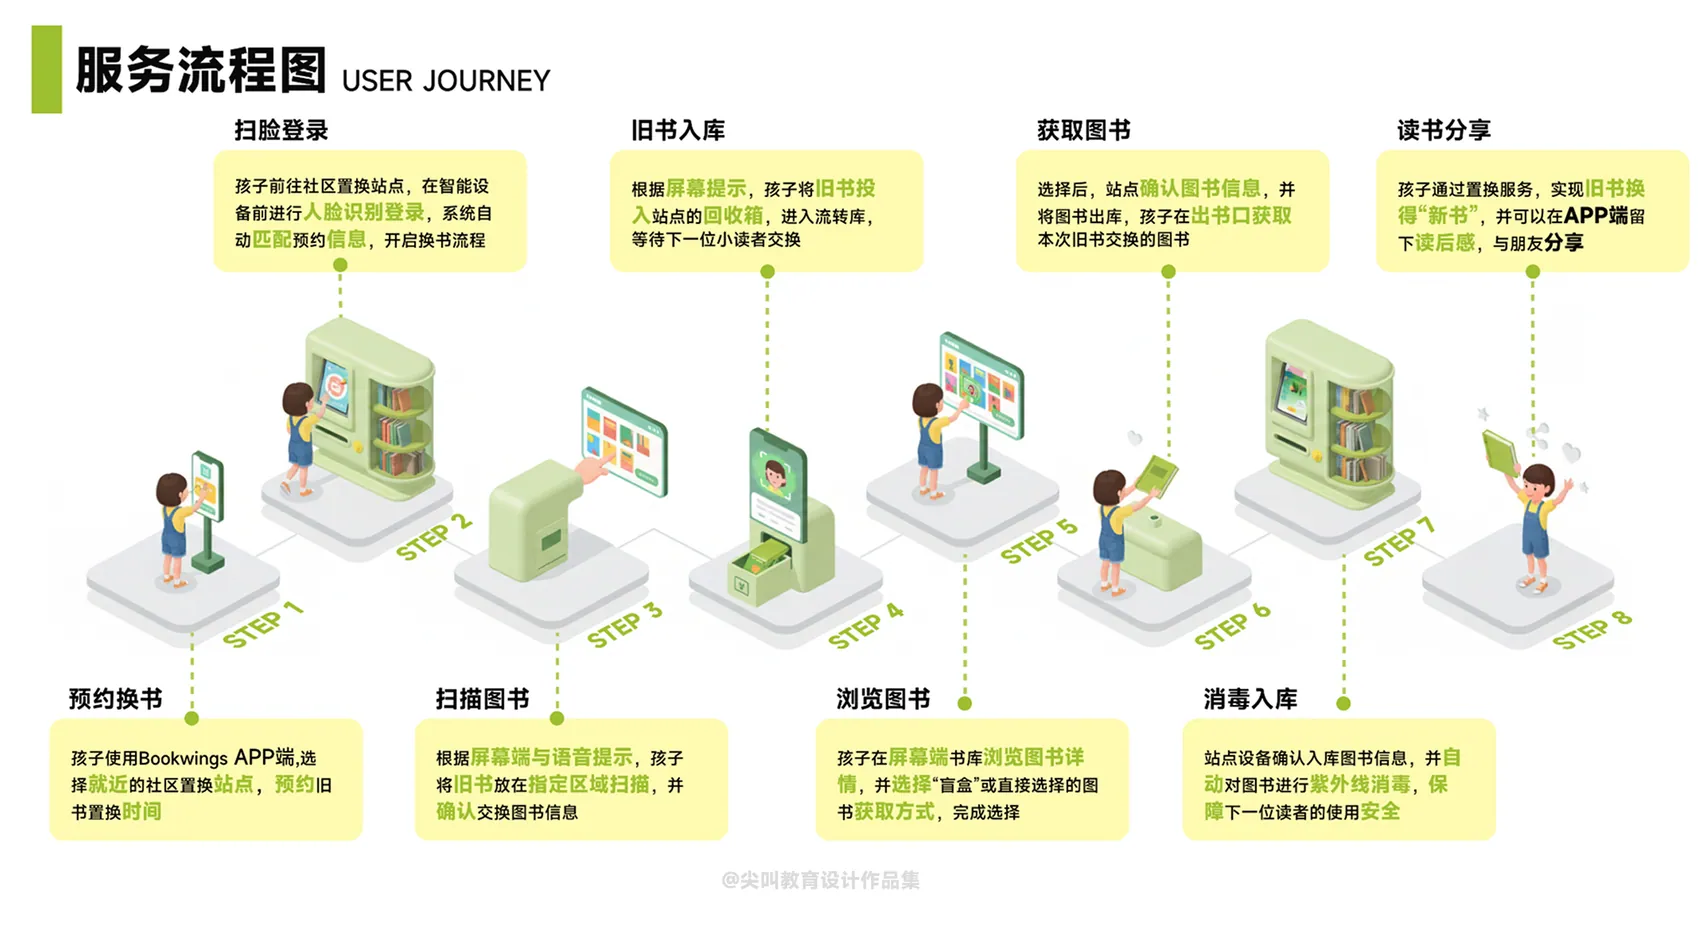 服务流程图 USER JOURNEY
扫脸登录
孩子前往社区置换站点，在智能设
备前进行人脸识别登录，系统自
动匹配预约信息，开启换书流程
旧书入库
根据屏幕提示，孩子将旧书投
入站点的回收箱，进入流转库，
等待下一位小读者交换
获取图书
选择后，站点确认图书信息，并
将图书出库，孩子在出书口获取
本次旧书交换的图书
读书分享
孩子通过置换服务，实现旧书换
得“新书”，并可以在APP端留
下读后感，与朋友分享
STEP 1
STEP 2
STEP 3
STEP 4
STEP 5
STEP 6
STEP 7
STEP 8
预约换书
孩子使用Bookwings APP端,选
择就近的社区置换站点，预约旧
书置换时间
扫描图书
根据屏幕端与语音提示，孩子
将旧书放在指定区域扫描，并
确认交换图书信息
浏览图书
孩子在屏幕端书库浏览图书详
情，并选择“盲盒”或直接选择的图
书获取方式，完成选择
消毒入库
站点设备确认入库图书信息，并自
动对图书进行紫外线消毒，保
障下一位读者的使用安全
@尖叫教育设计作品集